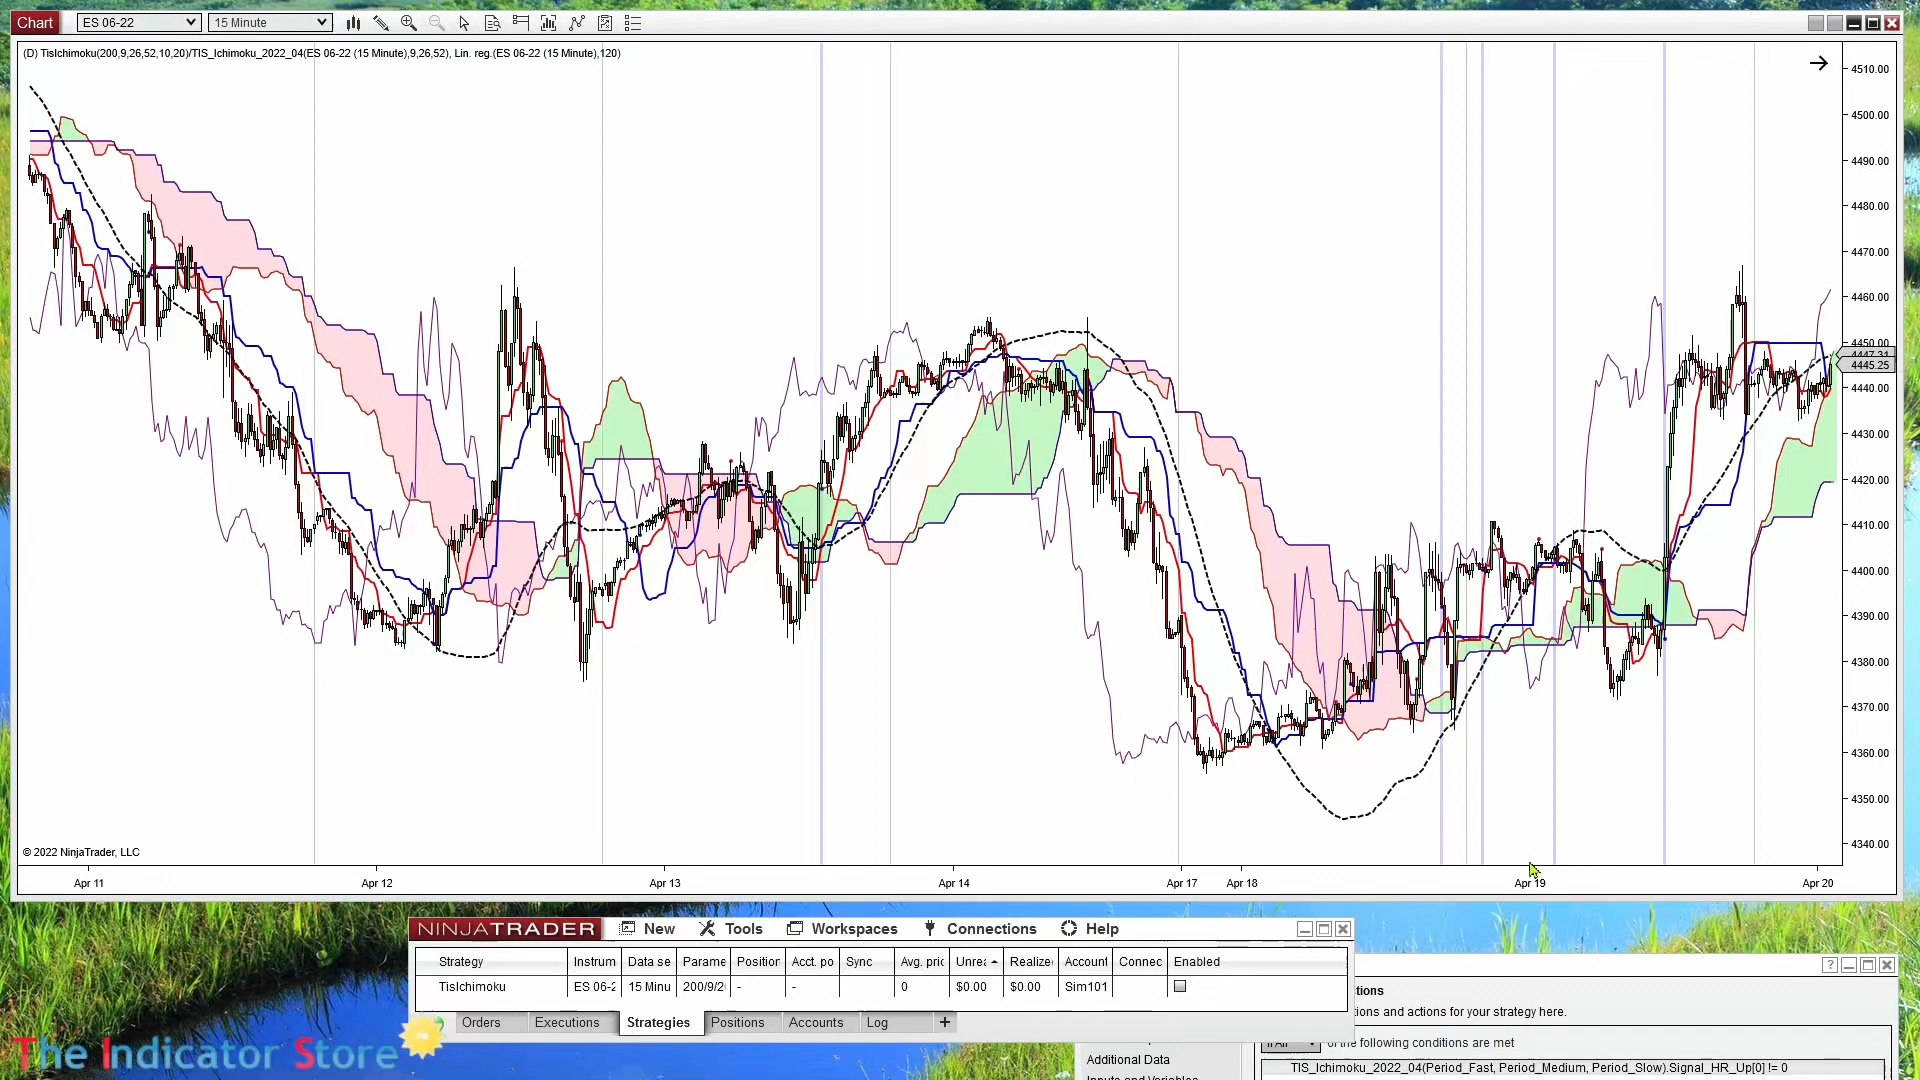 Chart ES 06-22 15 Minute
(D) TisIchimoku(200,9,26,52,10,20)/TIS_Ichimoku_2022_04(ES 06-22 (15 Minute),9,26,52), Lin. reg.(ES 06-22 (15 Minute),120)
4510.00
4500.00
4490.00
4480.00
4470.00
4460.00
4450.00
4447.31
4445.25
4440.00
4430.00
4420.00
4410.00
4400.00
4390.00
4380.00
4370.00
4360.00
4350.00
4340.00
© 2022 NinjaTrader, LLC
Apr 11 Apr 12 Apr 13 Apr 14 Apr 17 Apr 18 Apr 19 Apr 20
NINJATRADER New Tools Workspaces Connections Help
Strategy Instrum Data se Parame Position Acct. po Sync Avg. pric Unrea Realize Account Connec Enabled
TisIchimoku ES 06-2 15 Minu 200/9/2 - - 0 $0.00 $0.00 Sim101
Orders Executions Strategies Positions Accounts Log +
The Indicator Store
tions
tions and actions for your strategy here.
If All of the following conditions are met
Additional Data
TIS_Ichimoku_2022_04(Period_Fast, Period_Medium, Period_Slow).Signal_HR_Up[0] != 0
Inputs and Variables